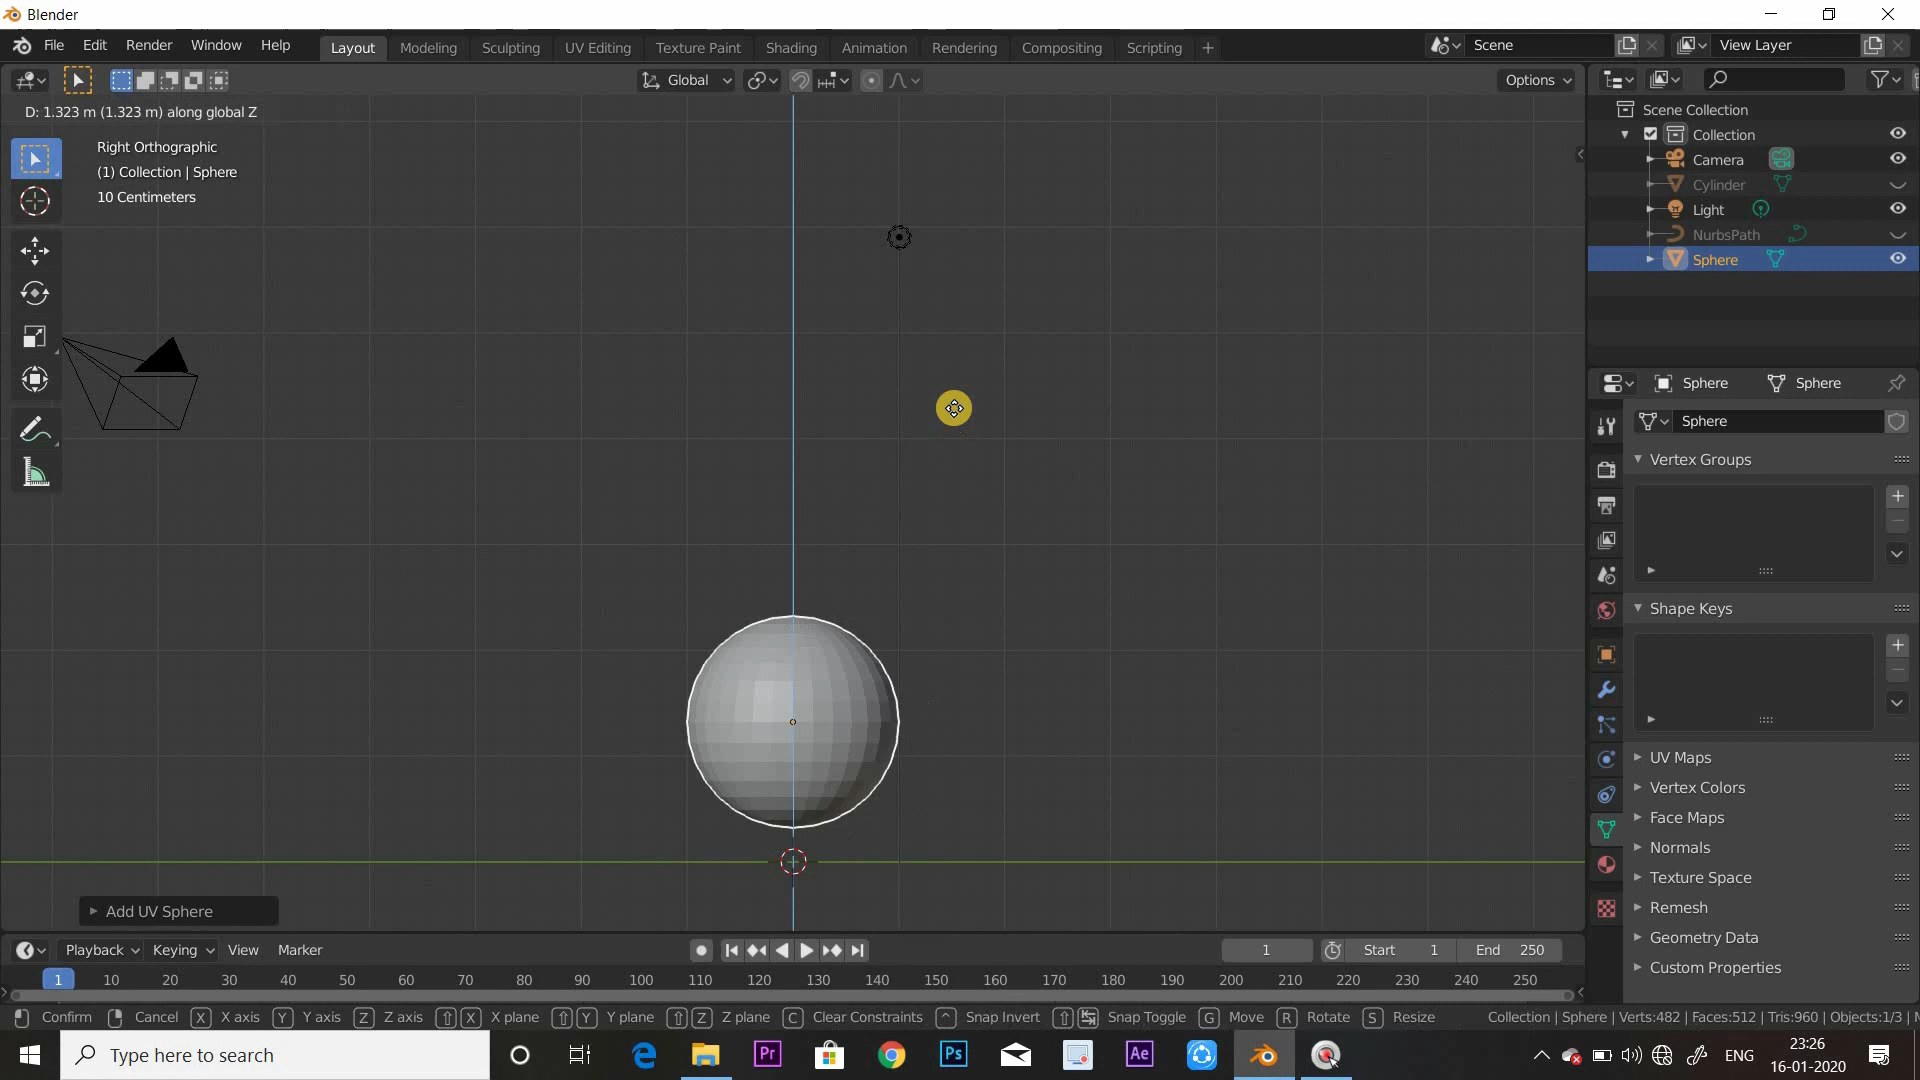 Blender
File Edit Render Window Help Layout Modeling Sculpting UV Editing Texture Paint Shading Animation Rendering Compositing Scripting + Scene View Layer
Global Options
D: 1.323 m (1.323 m) along global Z
Right Orthographic
(1) Collection | Sphere
10 Centimeters
Scene Collection
Collection
Camera
Cylinder
Light
NurbsPath
Sphere
Sphere Sphere
Sphere
Vertex Groups
Shape Keys
UV Maps
Vertex Colors
Face Maps
Normals
Texture Space
Remesh
Geometry Data
Custom Properties
Add UV Sphere
Playback Keying View Marker 1 Start 1 End 250
1 10 20 30 40 50 60 70 80 90 100 110 120 130 140 150 160 170 180 190 200 210 220 230 240 250
Confirm Cancel X X axis Y Y axis Z Z axis X X plane Y Y plane Z Z plane C Clear Constraints ^ Snap Invert Snap Toggle G Move R Rotate S Resize Collection | Sphere | Verts:482 | Faces:512 | Tris:960 | Objects:1/3 |
Type here to search Pr Ps Ae ENG 23:26
16-01-2020